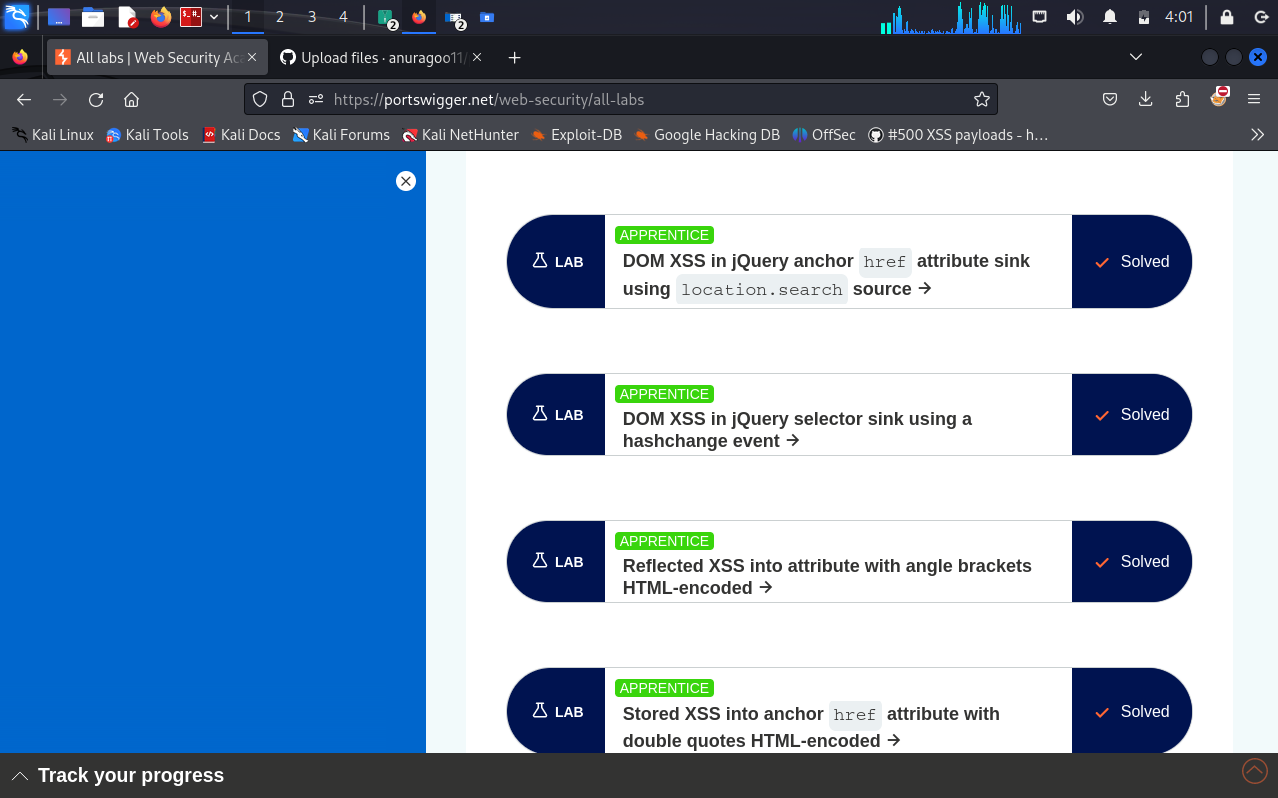 1 2 3 4 2 2 4:01
All labs | Web Security Aca Upload files · anuragoo11/
https://portswigger.net/web-security/all-labs
Kali Linux Kali Tools Kali Docs Kali Forums Kali NetHunter Exploit-DB Google Hacking DB OffSec #500 XSS payloads - h…
APPRENTICE
LAB
DOM XSS in jQuery anchor href attribute sink
using location.search source
Solved
APPRENTICE
LAB
DOM XSS in jQuery selector sink using a
hashchange event
Solved
APPRENTICE
LAB
Reflected XSS into attribute with angle brackets
HTML-encoded
Solved
APPRENTICE
LAB
Stored XSS into anchor href attribute with
double quotes HTML-encoded
Solved
Track your progress